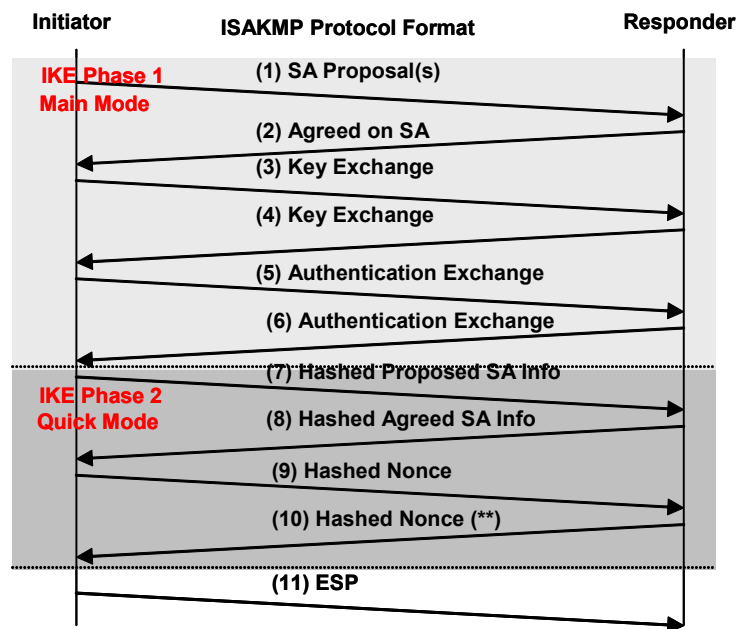 Initiator
ISAKMP Protocol Format
Responder
IKE Phase 1
Main Mode
(1) SA Proposal(s)
(2) Agreed on SA
(3) Key Exchange
(4) Key Exchange
(5) Authentication Exchange
(6) Authentication Exchange
(7) Hashed Proposed SA Info
IKE Phase 2
Quick Mode
(8) Hashed Agreed SA Info
(9) Hashed Nonce
(10) Hashed Nonce (**)
(11) ESP